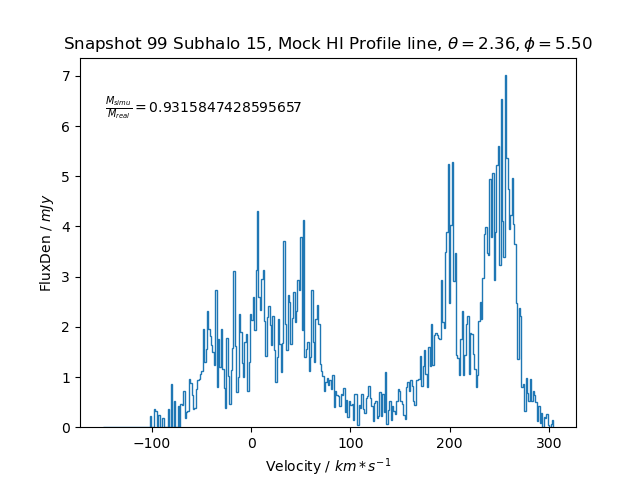 Snapshot 99 Subhalo 15, Mock HI Profile line, θ = 2.36, ϕ = 5.50
M_simu/M_real = 0.9315847428595657
7
6
5
4
3
2
1
0
FluxDen / mJy
−100 0 100 200 300
Velocity / km * s⁻¹